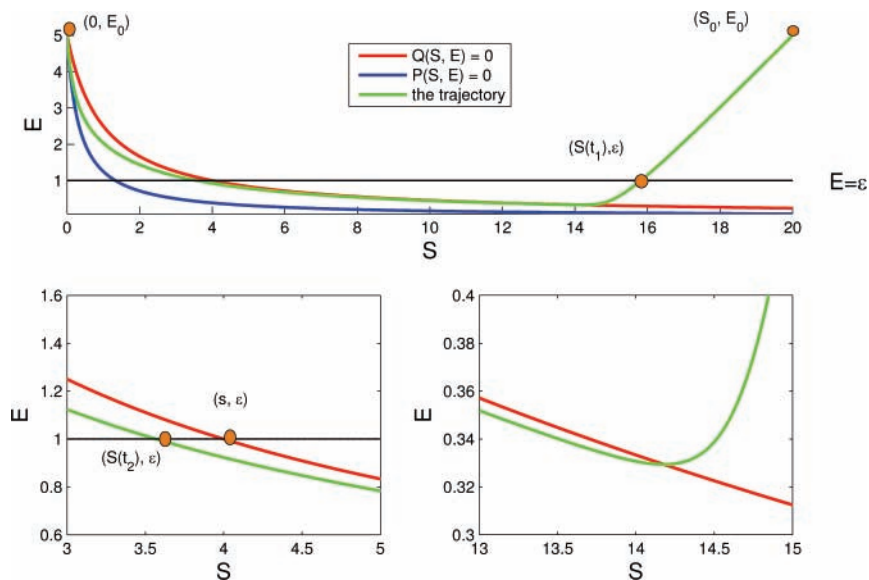 (0, E₀)
(S₀, E₀)
Q(S, E) = 0
P(S, E) = 0
the trajectory
(S(t₁),ε)
E=ε
E
5
4
3
2
1
0 2 4 6 8 10 12 14 16 18 20
S
1.6
1.4
1.2
1
0.8
0.6
E
(s, ε)
(S(t₂), ε)
3 3.5 4 4.5 5
S
0.4
0.38
0.36
0.34
0.32
0.3
E
13 13.5 14 14.5 15
S